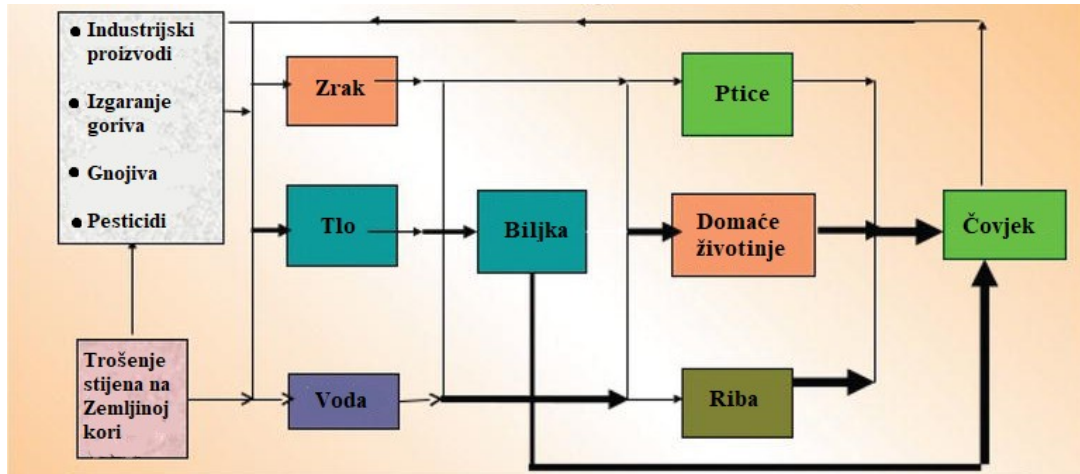 • Industrijski
proizvodi
• Izgaranje
goriva
• Gnojiva
• Pesticidi
Zrak
Ptice
Tlo
Biljka
Domaće
životinje
Čovjek
Trošenje
stijena na
Zemljinoj
kori
Voda
Riba